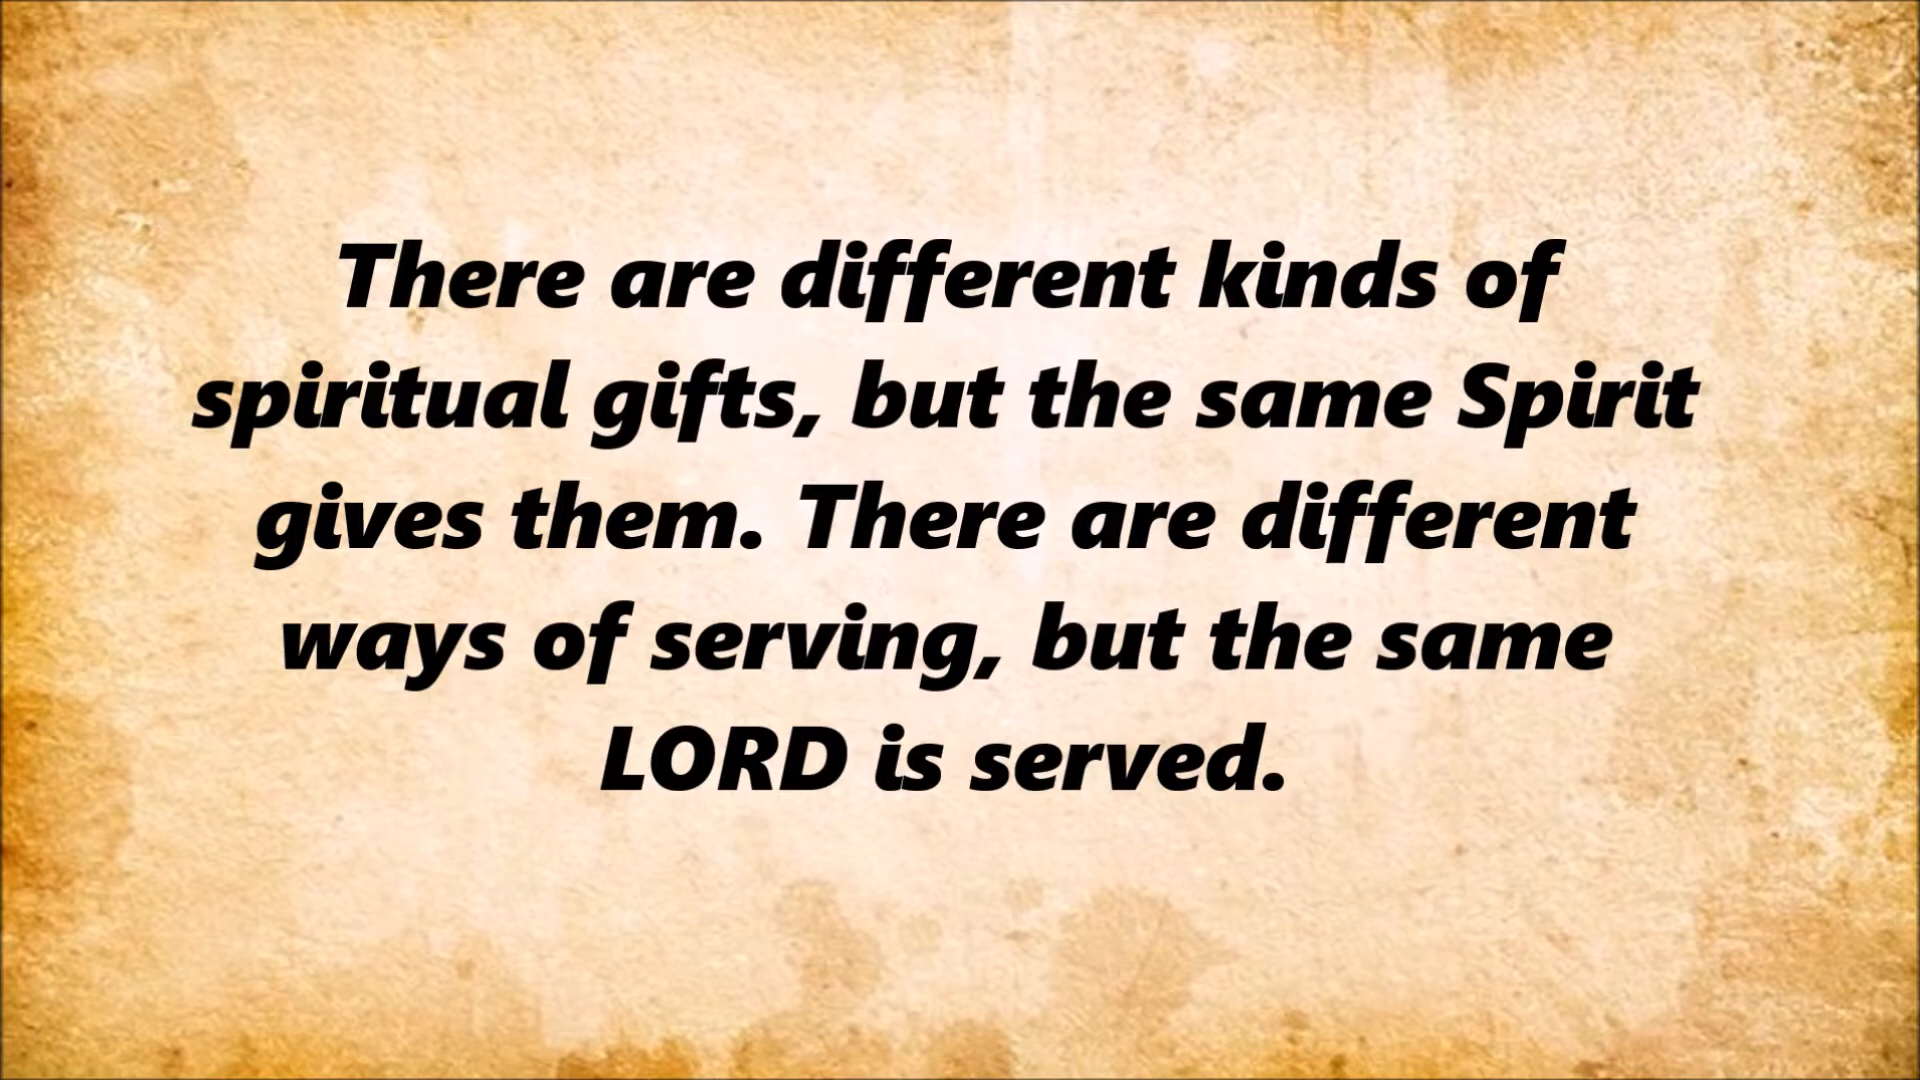 There are different kinds of
spiritual gifts, but the same Spirit
gives them. There are different
ways of serving, but the same
LORD is served.